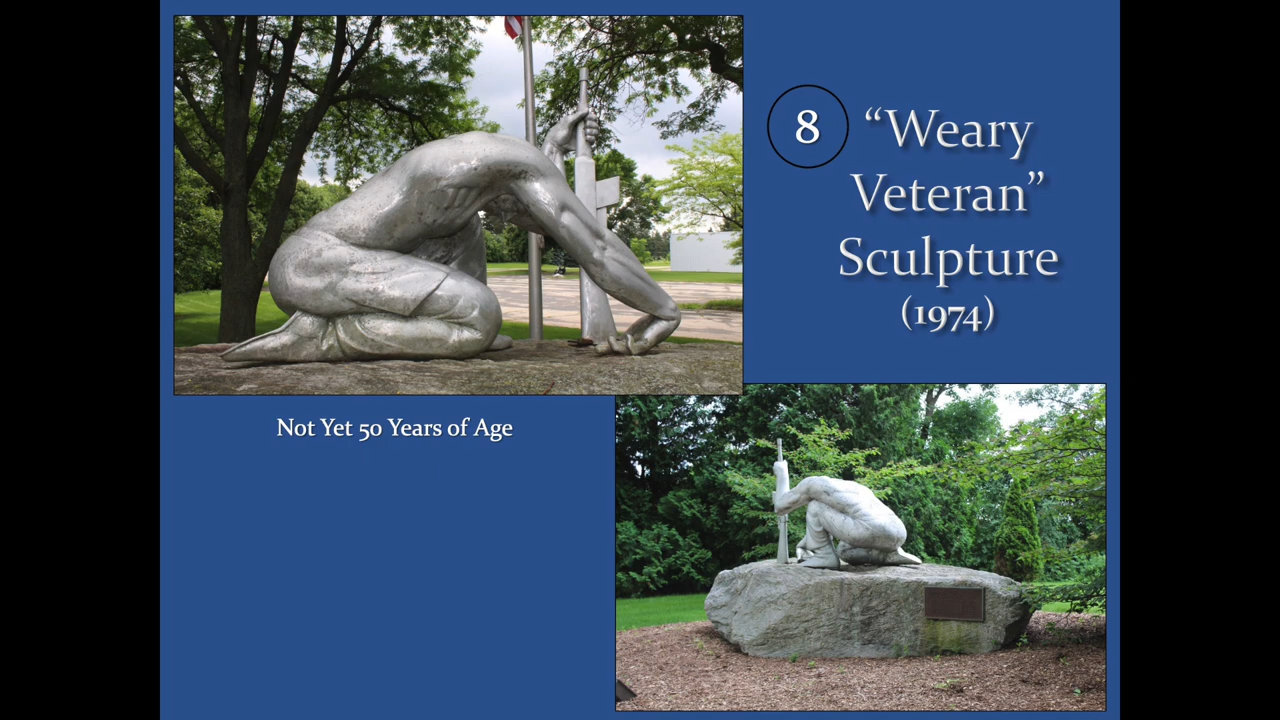 8
“Weary
Veteran”
Sculpture
(1974)
Not Yet 50 Years of Age